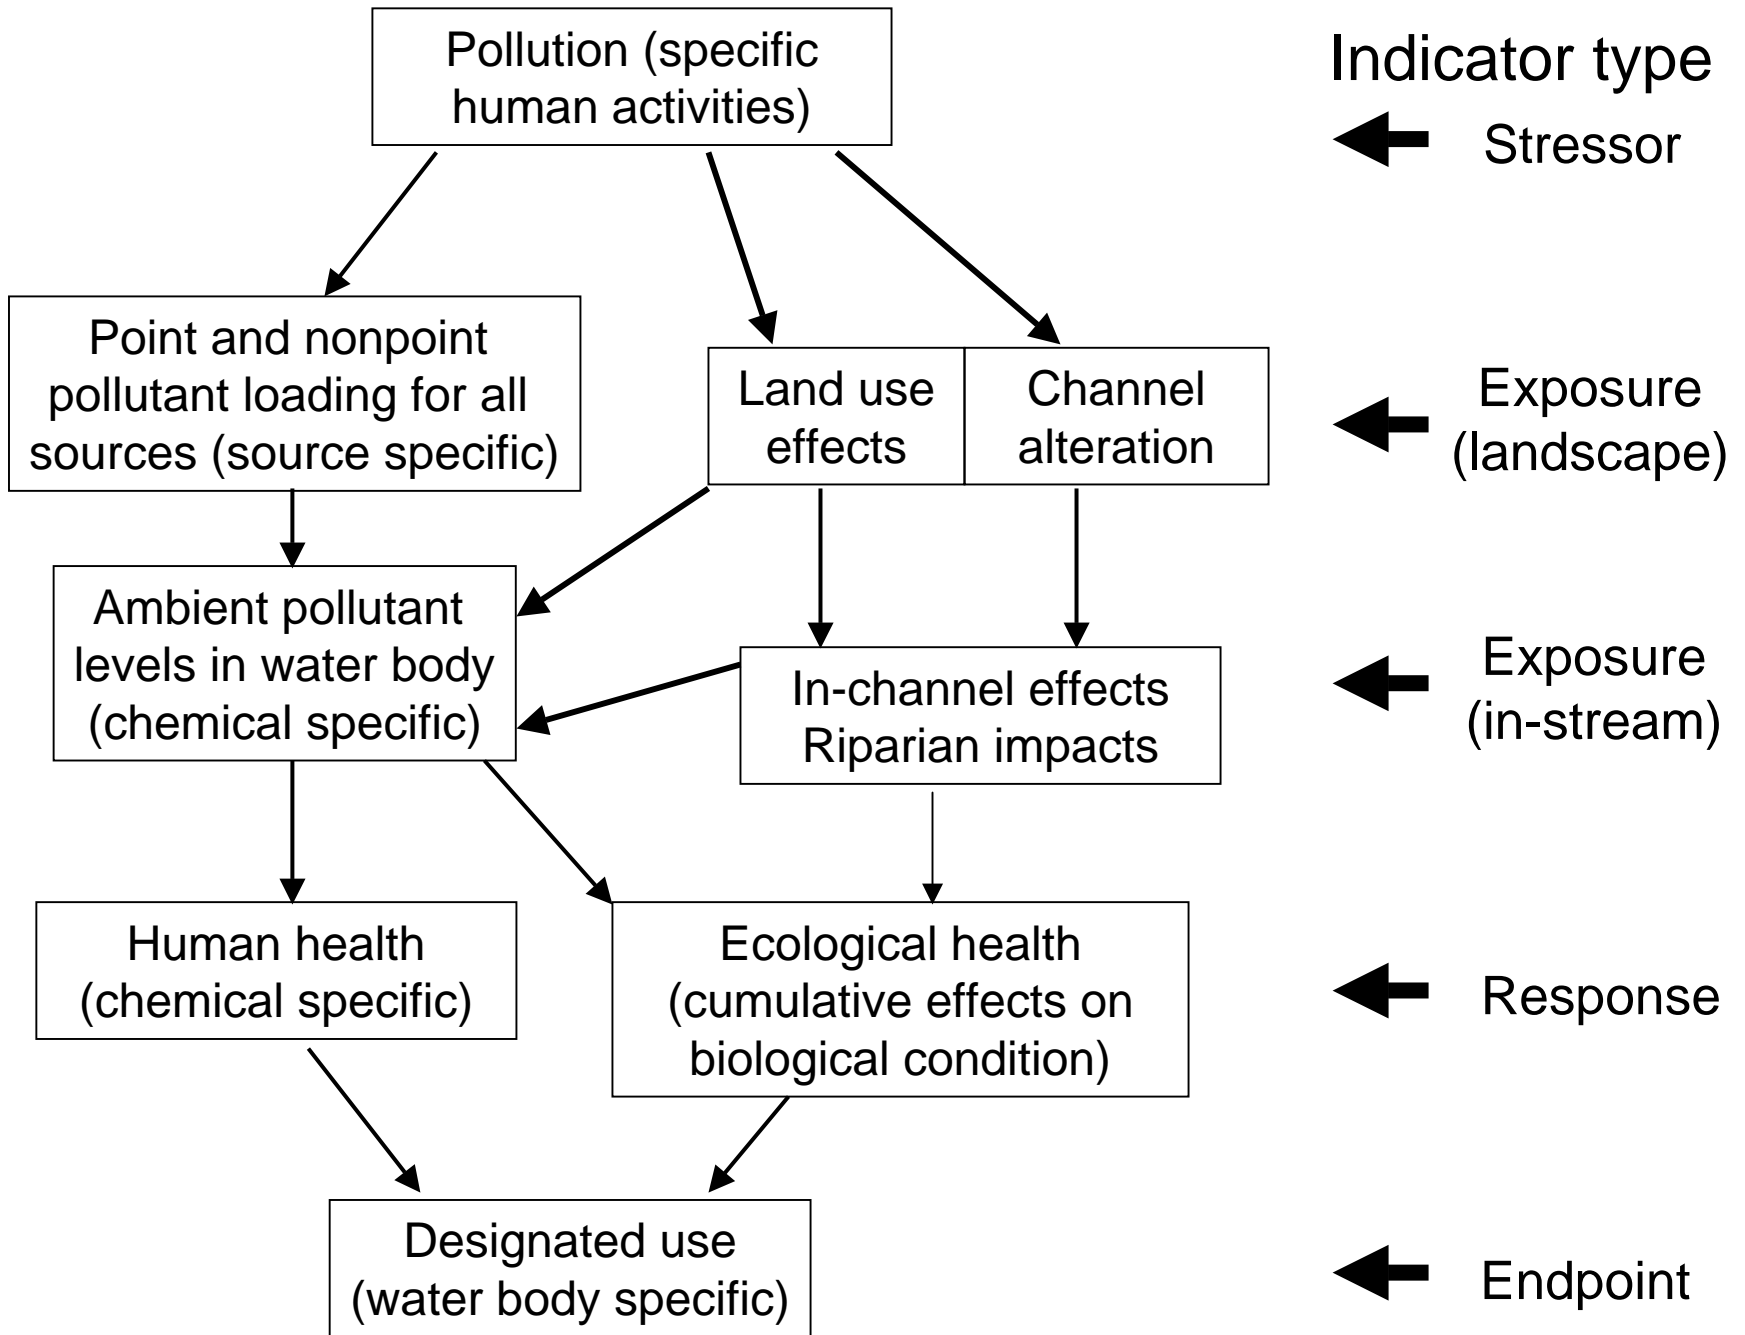 Pollution (specific
human activities)
Indicator type
Stressor
Point and nonpoint
pollutant loading for all
sources (source specific)
Land use
effects
Channel
alteration
Exposure
(landscape)
Ambient pollutant
levels in water body
(chemical specific)
In-channel effects
Riparian impacts
Exposure
(in-stream)
Human health
(chemical specific)
Ecological health
(cumulative effects on
biological condition)
Response
Designated use
(water body specific)
Endpoint